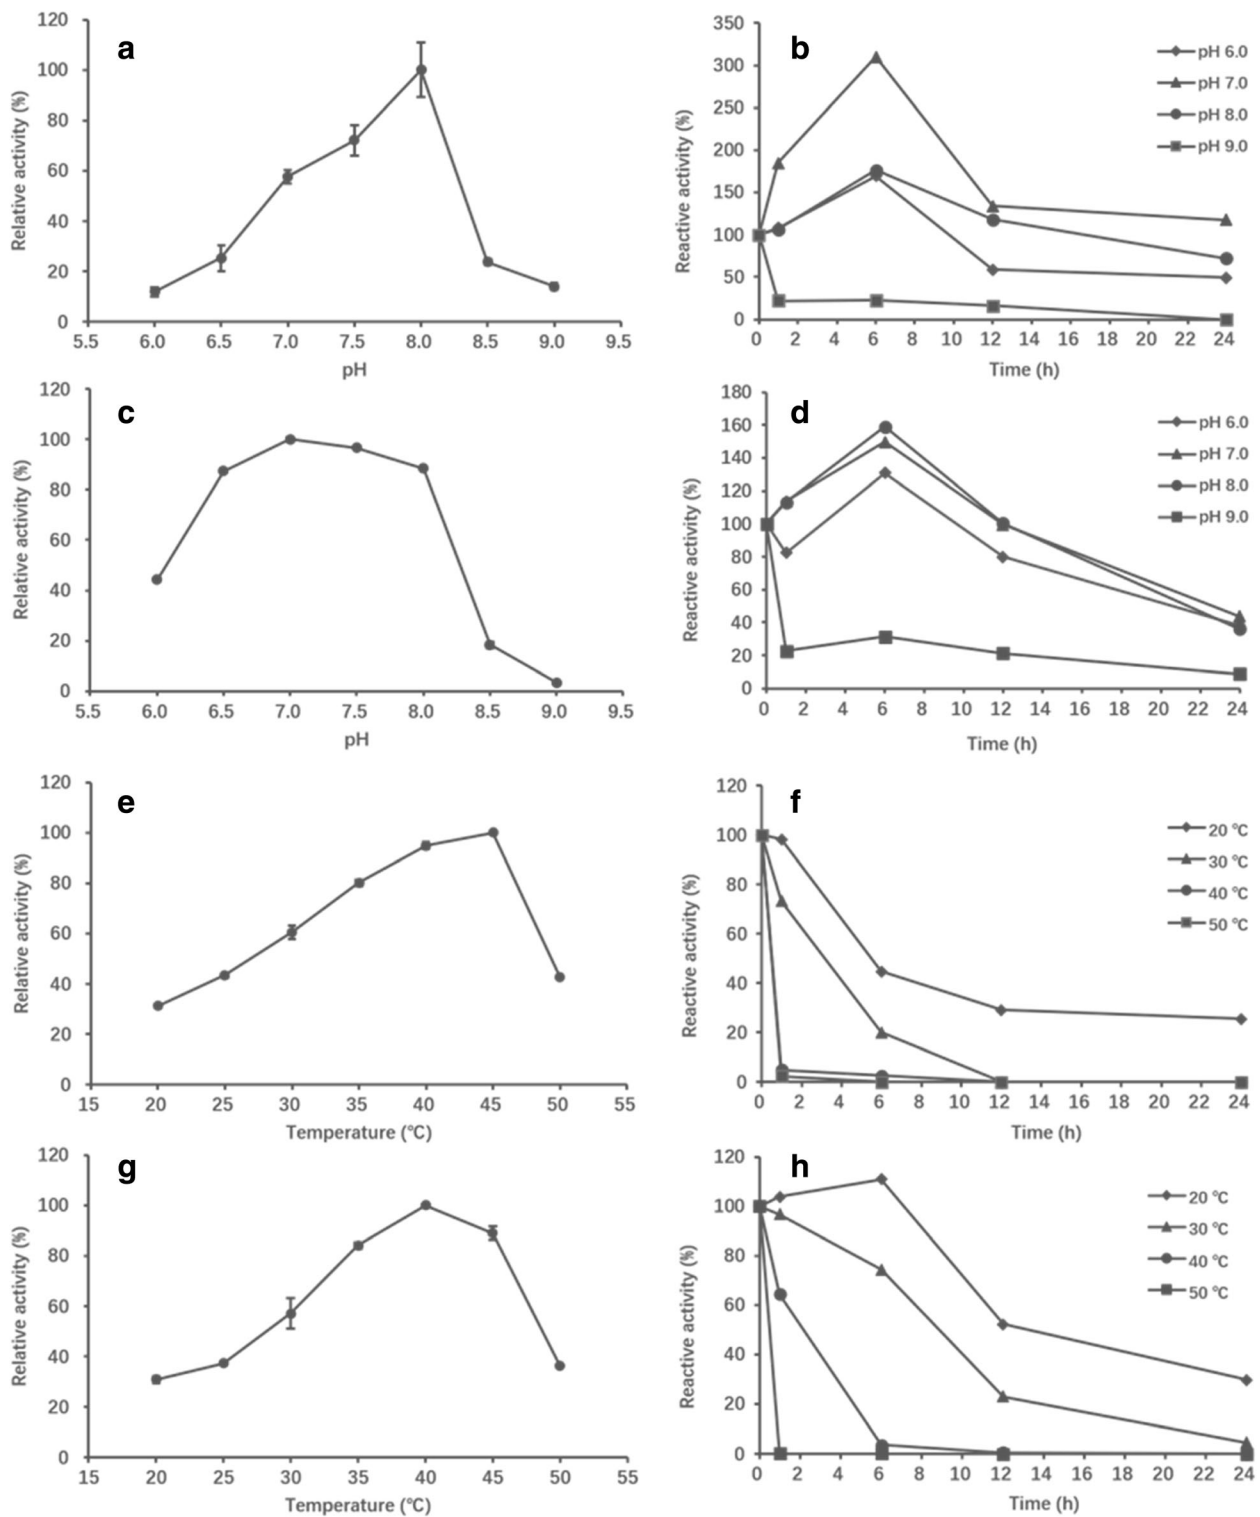 a
120
100
80
60
40
20
0
Relative activity (%)
5.5 6.0 6.5 7.0 7.5 8.0 8.5 9.0 9.5
pH
b
350
300
250
200
150
100
50
0
Reactive activity (%)
pH 6.0
pH 7.0
pH 8.0
pH 9.0
0 2 4 6 8 10 12 14 16 18 20 22 24
Time (h)
c
120
100
80
60
40
20
0
Relative activity (%)
5.5 6.0 6.5 7.0 7.5 8.0 8.5 9.0 9.5
pH
d
180
160
140
120
100
80
60
40
20
0
Reactive activity (%)
pH 6.0
pH 7.0
pH 8.0
pH 9.0
0 2 4 6 8 10 12 14 16 18 20 22 24
Time (h)
e
120
100
80
60
40
20
0
Relative activity (%)
15 20 25 30 35 40 45 50 55
Temperature (℃)
f
120
100
80
60
40
20
0
Reactive activity (%)
20 ℃
30 ℃
40 ℃
50 ℃
0 2 4 6 8 10 12 14 16 18 20 22 24
Time (h)
g
120
100
80
60
40
20
0
Relative activity (%)
15 20 25 30 35 40 45 50 55
Temperature (℃)
h
120
100
80
60
40
20
0
Reactive activity (%)
20 ℃
30 ℃
40 ℃
50 ℃
0 2 4 6 8 10 12 14 16 18 20 22 24
Time (h)